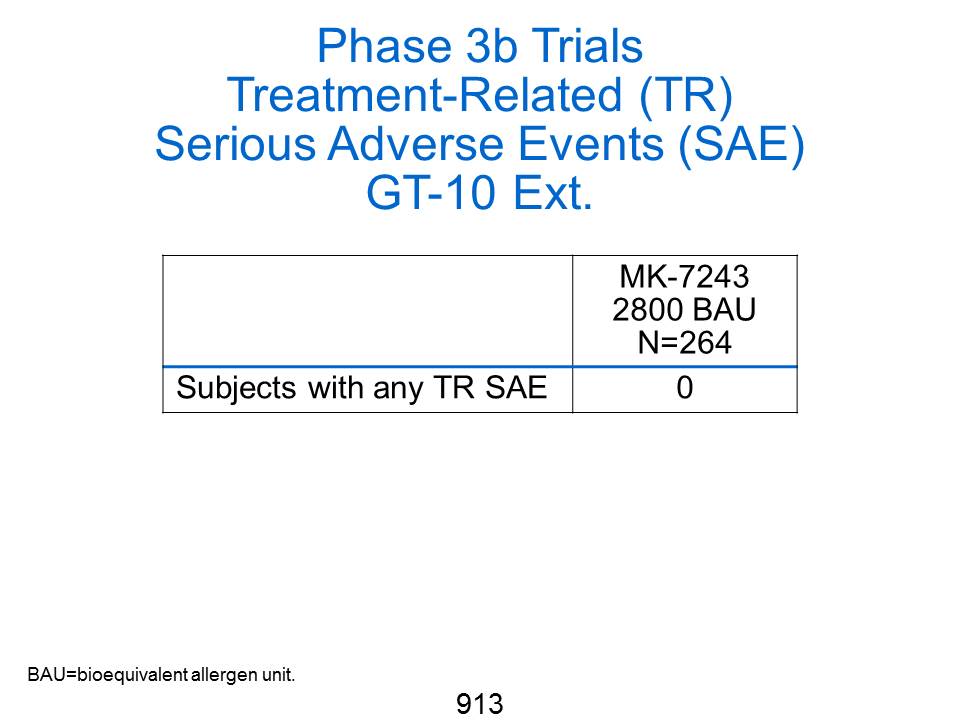 Phase 3b Trials
Treatment-Related (TR)
Serious Adverse Events (SAE)
GT-10 Ext.
MK-7243
2800 BAU
N=264
Subjects with any TR SAE 0
BAU=bioequivalent allergen unit.
913